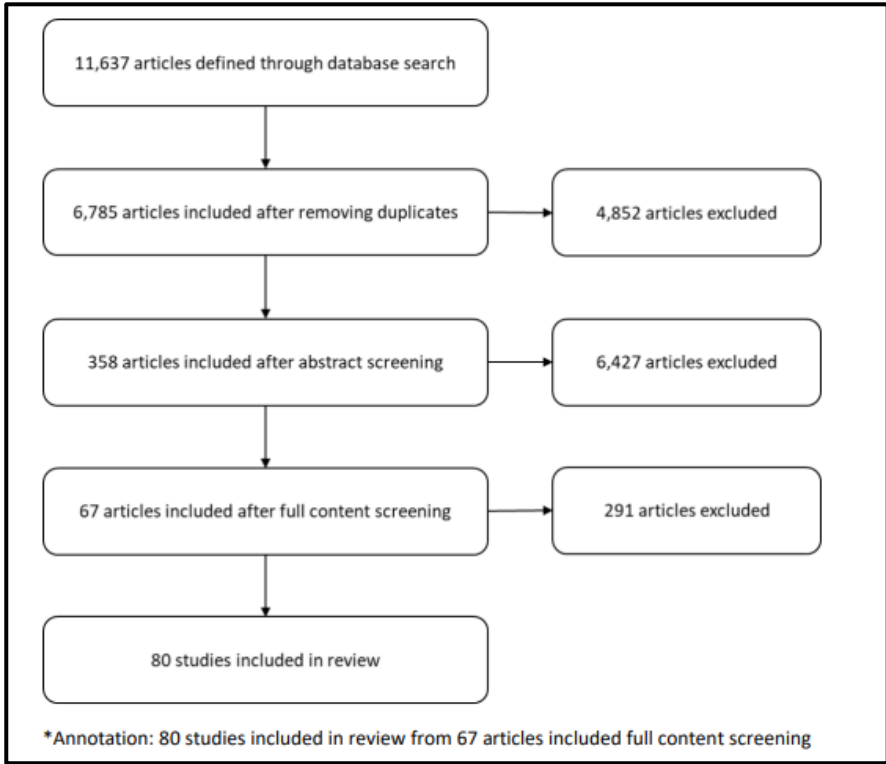 11,637 articles defined through database search
6,785 articles included after removing duplicates
4,852 articles excluded
358 articles included after abstract screening
6,427 articles excluded
67 articles included after full content screening
291 articles excluded
80 studies included in review
*Annotation: 80 studies included in review from 67 articles included full content screening